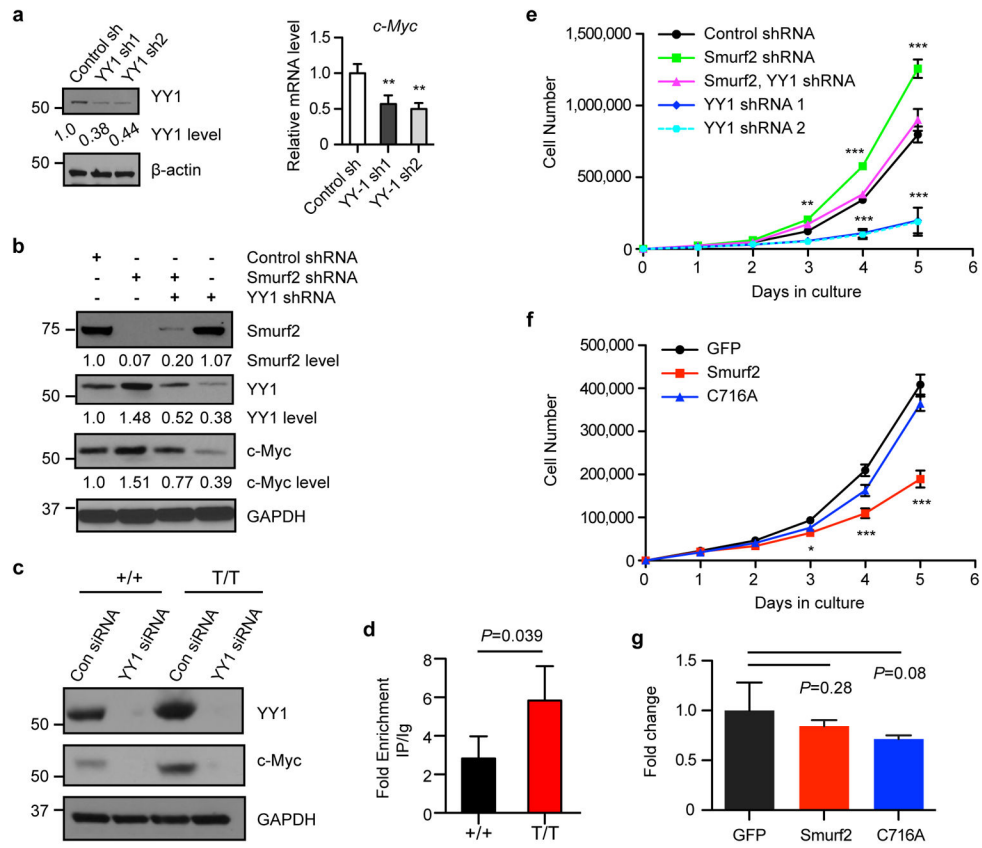 a
Control sh
YY1 sh1
YY1 sh2
50
YY1
1.0 0.38 0.44 YY1 level
50
β-actin
c-Myc
Relative mRNA level
1.5
1.0
0.5
0.0
**
**
Control sh
YY-1 sh1
YY-1 sh2
b
+ - - - Control shRNA
- + + - Smurf2 shRNA
- - + + YY1 shRNA
75
Smurf2
1.0 0.07 0.20 1.07 Smurf2 level
50
YY1
1.0 1.48 0.52 0.38 YY1 level
50
c-Myc
1.0 1.51 0.77 0.39 c-Myc level
37
GAPDH
c
+/+ T/T
Con siRNA
YY1 siRNA
Con siRNA
YY1 siRNA
50
YY1
50
c-Myc
37
GAPDH
d
P=0.039
Fold Enrichment
IP/Ig
8
6
4
2
0
+/+ T/T
e
Control shRNA
Smurf2 shRNA
Smurf2, YY1 shRNA
YY1 shRNA 1
YY1 shRNA 2
Cell Number
1,500,000
1,000,000
500,000
0
**
***
***
***
***
0 1 2 3 4 5 6
Days in culture
f
GFP
Smurf2
C716A
Cell Number
500,000
400,000
300,000
200,000
100,000
0
*
***
***
0 1 2 3 4 5 6
Days in culture
g
P=0.28
P=0.08
Fold change
1.5
1.0
0.5
0.0
GFP Smurf2 C716A